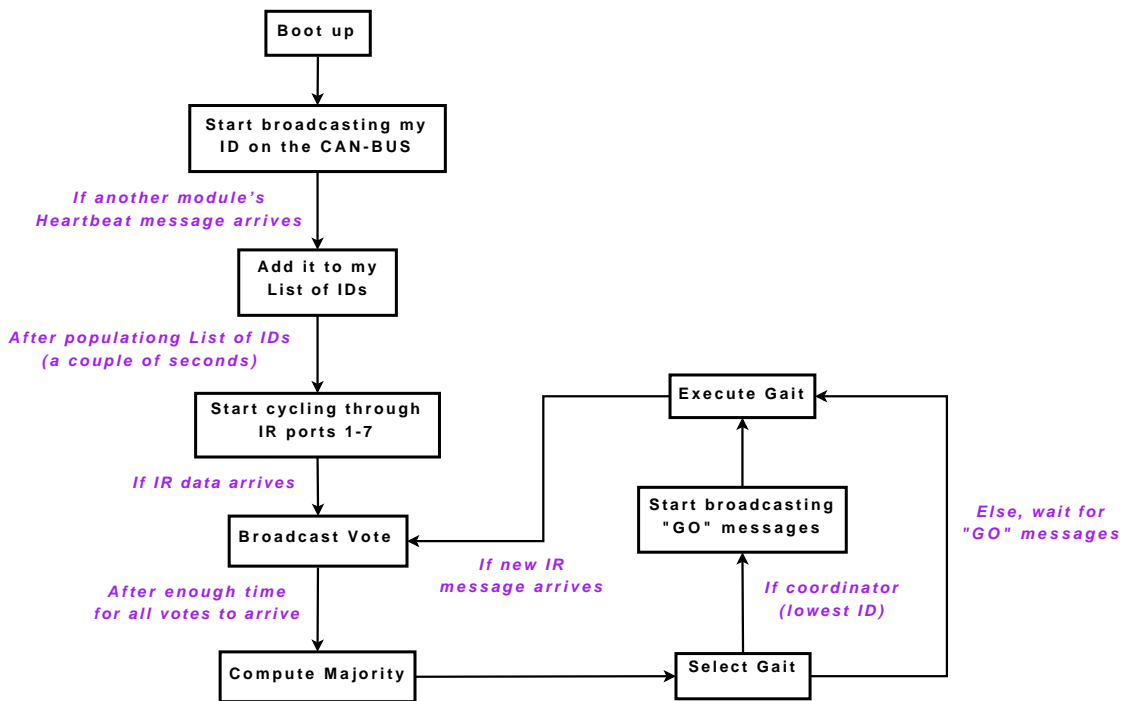 Boot up
Start broadcasting my
ID on the CAN-BUS
If another module's
Heartbeat message arrives
Add it to my
List of IDs
After populationg List of IDs
(a couple of seconds)
Start cycling through
IR ports 1-7
If IR data arrives
Broadcast Vote
After enough time
for all votes to arrive
Compute Majority
Select Gait
If coordinator
(lowest ID)
Start broadcasting
"GO" messages
Else, wait for
"GO" messages
Execute Gait
If new IR
message arrives